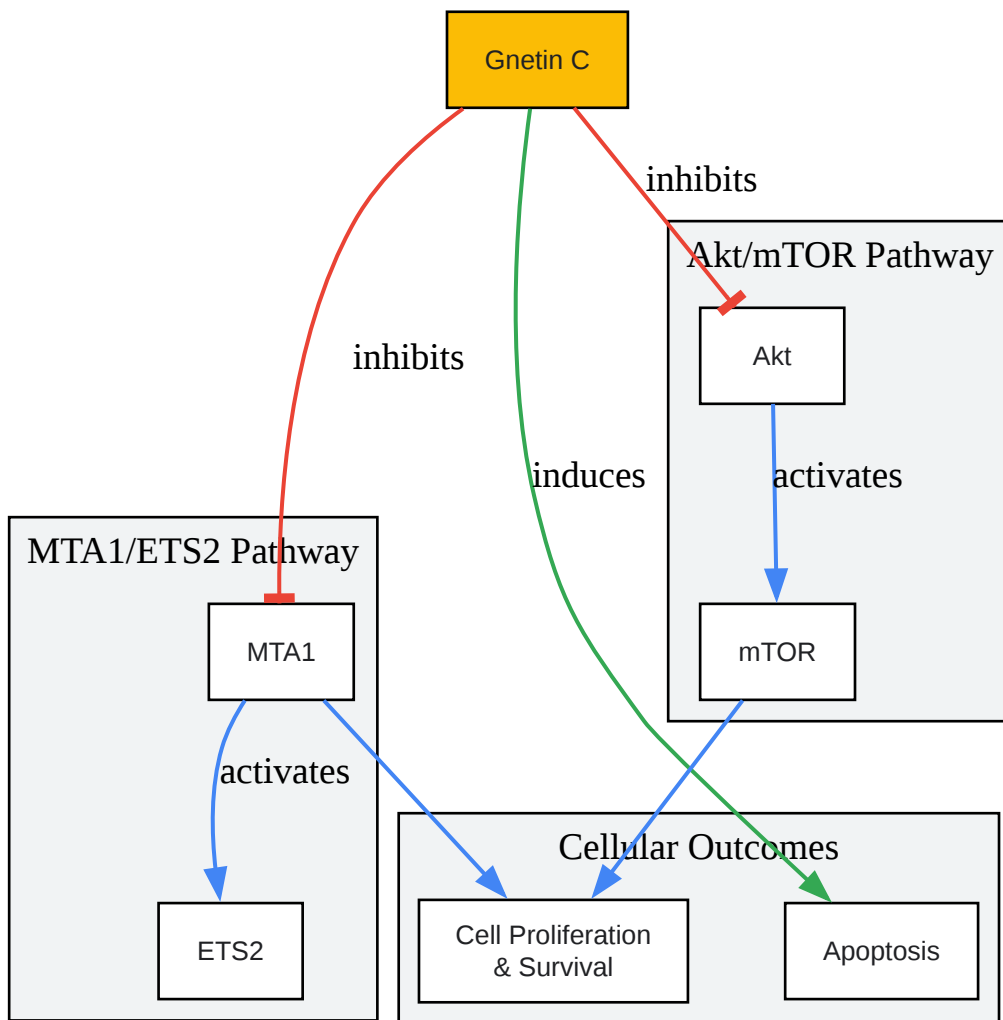 Gnetin C
inhibits
Akt/mTOR Pathway
Akt
inhibits
induces
activates
MTA1/ETS2 Pathway
MTA1
mTOR
activates
Cellular Outcomes
ETS2
Cell Proliferation
& Survival
Apoptosis